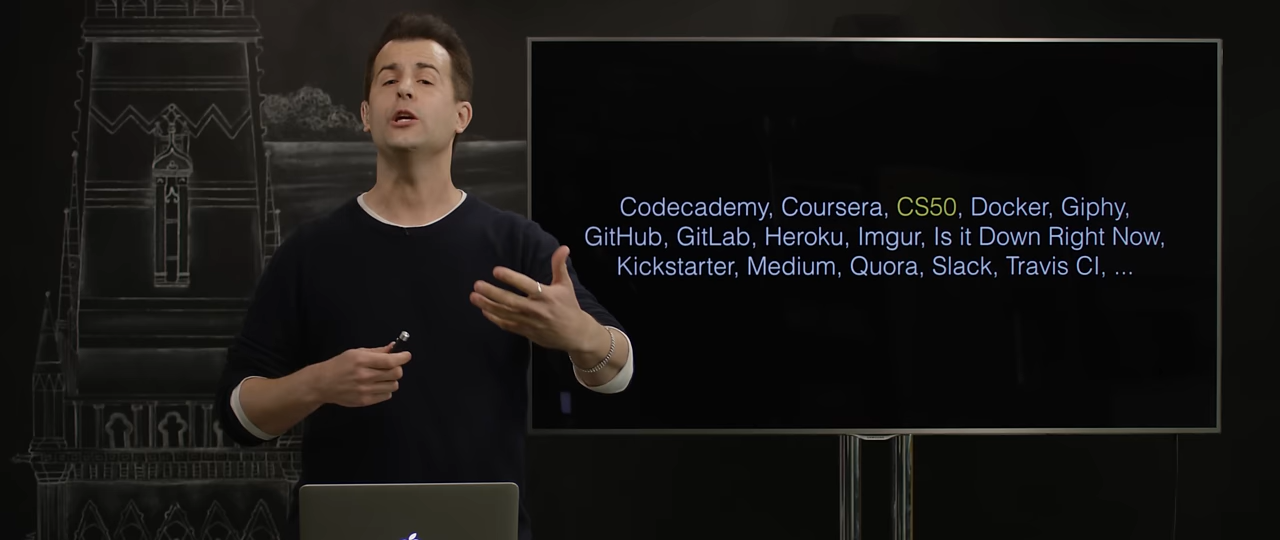 Codecademy, Coursera, CS50, Docker, Giphy,
GitHub, GitLab, Heroku, Imgur, Is it Down Right Now,
Kickstarter, Medium, Quora, Slack, Travis CI, ...